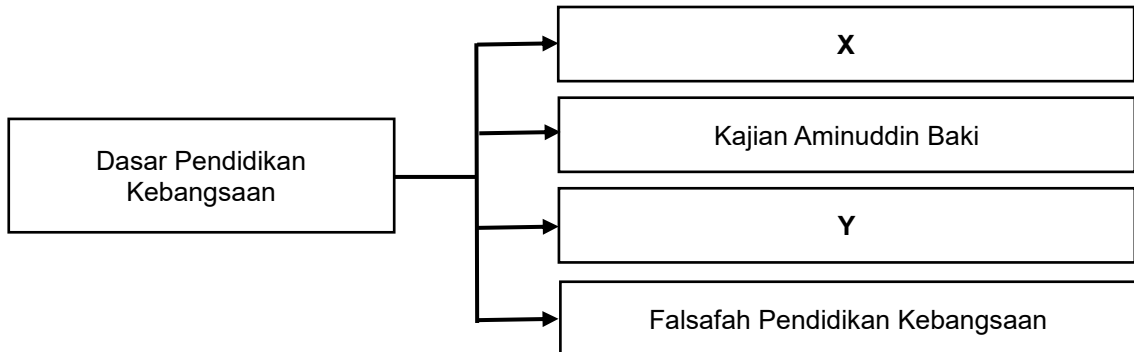 X
Dasar Pendidikan
Kebangsaan
Kajian Aminuddin Baki
Y
Falsafah Pendidikan Kebangsaan